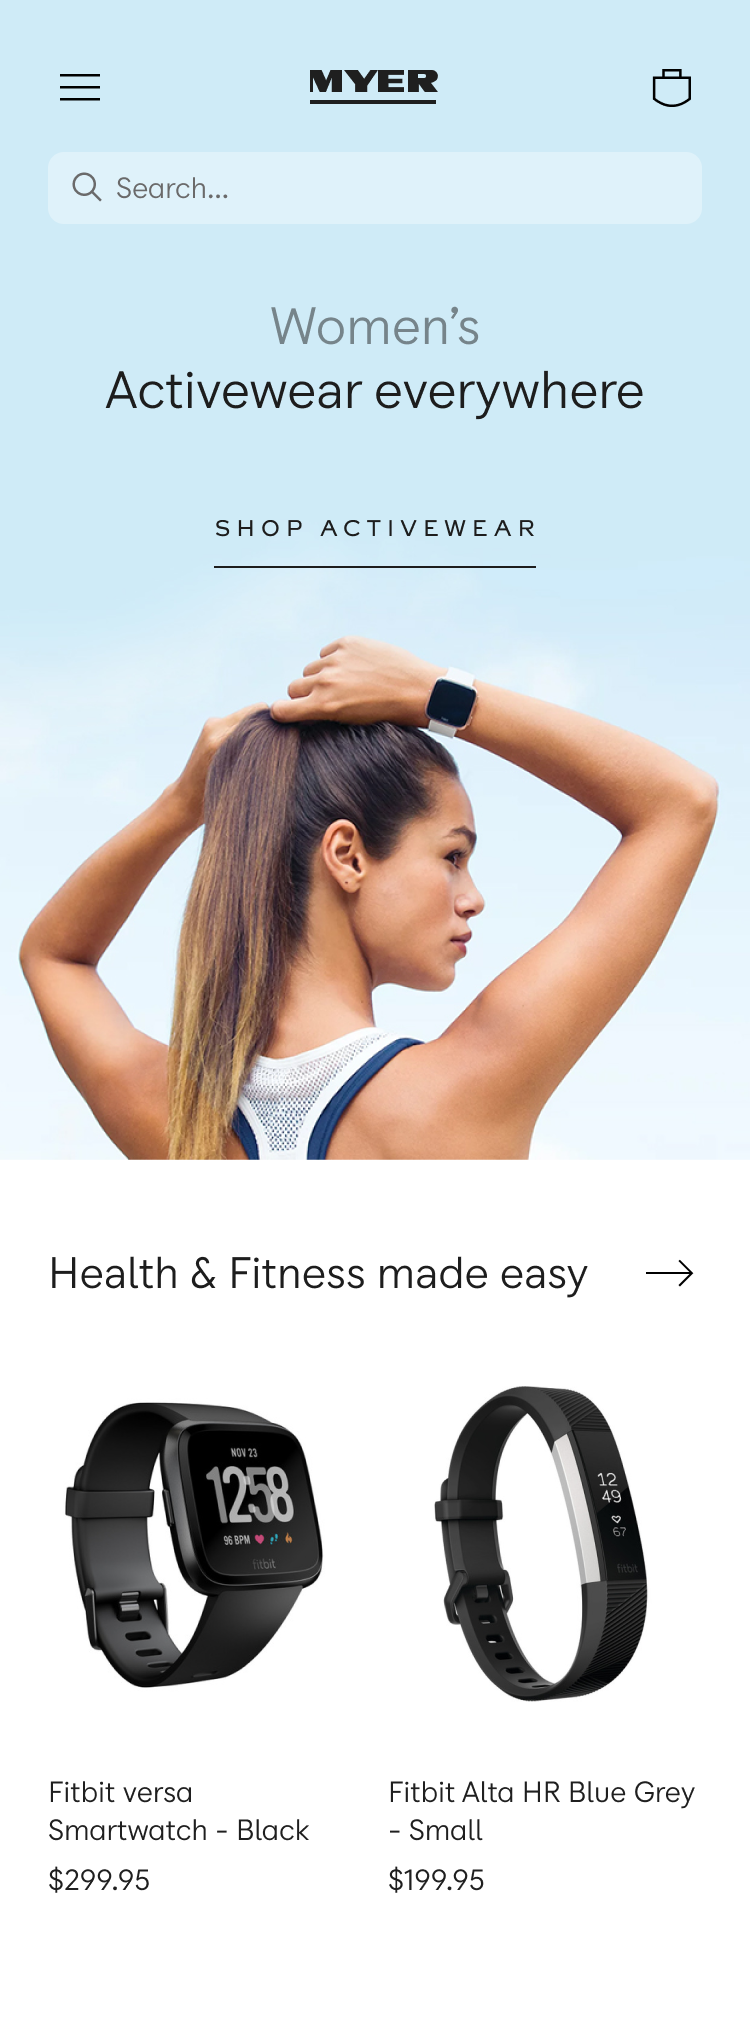 MYER
Search...
Women’s
Activewear everywhere
SHOP ACTIVEWEAR
Health & Fitness made easy
NOV 23
12:58
96 BPM
fitbit
12
49
67
fitbit
Fitbit versa
Smartwatch - Black
$299.95
Fitbit Alta HR Blue Grey
- Small
$199.95